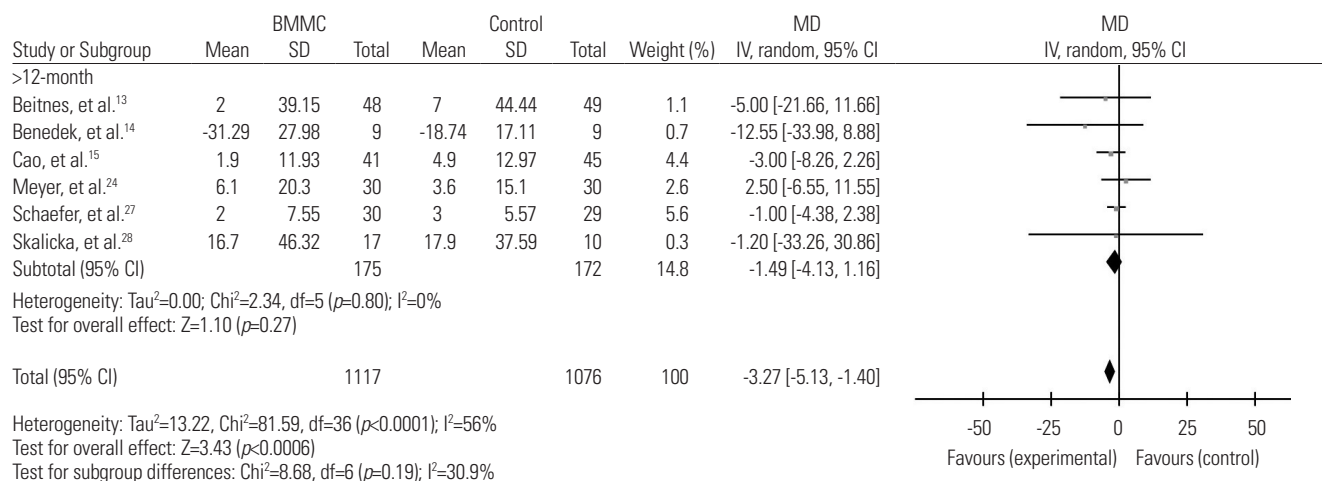 BMMC Control MD MD
Study or Subgroup Mean SD Total Mean SD Total Weight (%) IV, random, 95% CI IV, random, 95% CI
>12-month
Beitnes, et al.¹³ 2 39.15 48 7 44.44 49 1.1 -5.00 [-21.66, 11.66]
Benedek, et al.¹⁴ -31.29 27.98 9 -18.74 17.11 9 0.7 -12.55 [-33.98, 8.88]
Cao, et al.¹⁵ 1.9 11.93 41 4.9 12.97 45 4.4 -3.00 [-8.26, 2.26]
Meyer, et al.²⁴ 6.1 20.3 30 3.6 15.1 30 2.6 2.50 [-6.55, 11.55]
Schaefer, et al.²⁷ 2 7.55 30 3 5.57 29 5.6 -1.00 [-4.38, 2.38]
Skalicka, et al.²⁸ 16.7 46.32 17 17.9 37.59 10 0.3 -1.20 [-33.26, 30.86]
Subtotal (95% CI) 175 172 14.8 -1.49 [-4.13, 1.16]
Heterogeneity: Tau²=0.00; Chi²=2.34, df=5 (p=0.80); I²=0%
Test for overall effect: Z=1.10 (p=0.27)
Total (95% CI) 1117 1076 100 -3.27 [-5.13, -1.40]
Heterogeneity: Tau²=13.22, Chi²=81.59, df=36 (p<0.0001); I²=56%
Test for overall effect: Z=3.43 (p<0.0006)
Test for subgroup differences: Chi²=8.68, df=6 (p=0.19); I²=30.9%
-50 -25 0 25 50
Favours (experimental) Favours (control)